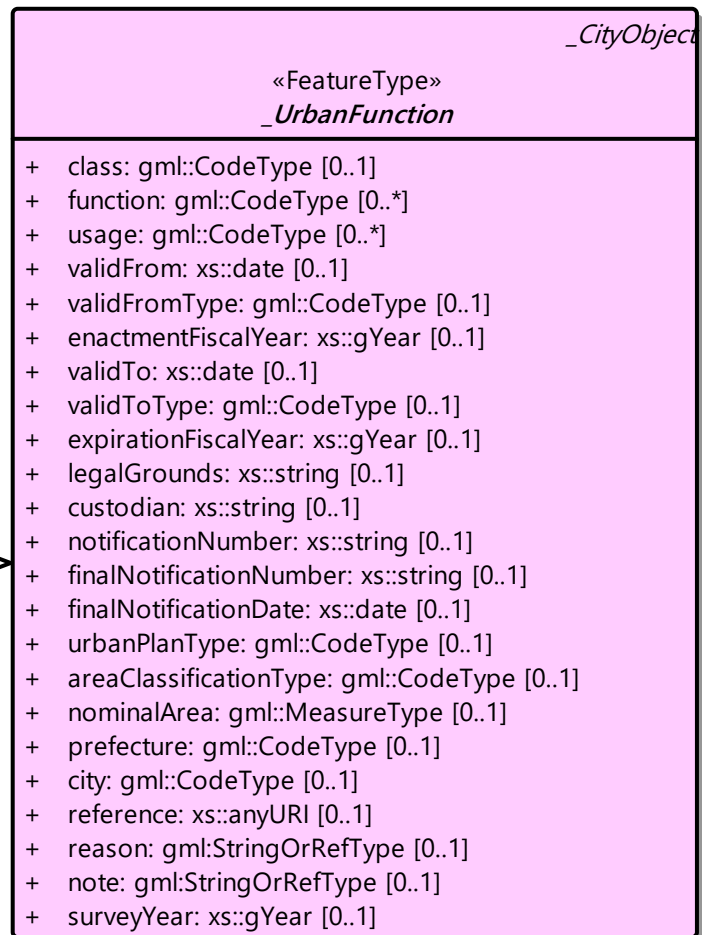 _CityObject
«FeatureType»
_UrbanFunction
+ class: gml::CodeType [0..1]
+ function: gml::CodeType [0..*]
+ usage: gml::CodeType [0..*]
+ validFrom: xs::date [0..1]
+ validFromType: gml::CodeType [0..1]
+ enactmentFiscalYear: xs::gYear [0..1]
+ validTo: xs::date [0..1]
+ validToType: gml::CodeType [0..1]
+ expirationFiscalYear: xs::gYear [0..1]
+ legalGrounds: xs::string [0..1]
+ custodian: xs::string [0..1]
+ notificationNumber: xs::string [0..1]
+ finalNotificationNumber: xs::string [0..1]
+ finalNotificationDate: xs::date [0..1]
+ urbanPlanType: gml::CodeType [0..1]
+ areaClassificationType: gml::CodeType [0..1]
+ nominalArea: gml::MeasureType [0..1]
+ prefecture: gml::CodeType [0..1]
+ city: gml::CodeType [0..1]
+ reference: xs::anyURI [0..1]
+ reason: gml:StringOrRefType [0..1]
+ note: gml:StringOrRefType [0..1]
+ surveyYear: xs::gYear [0..1]